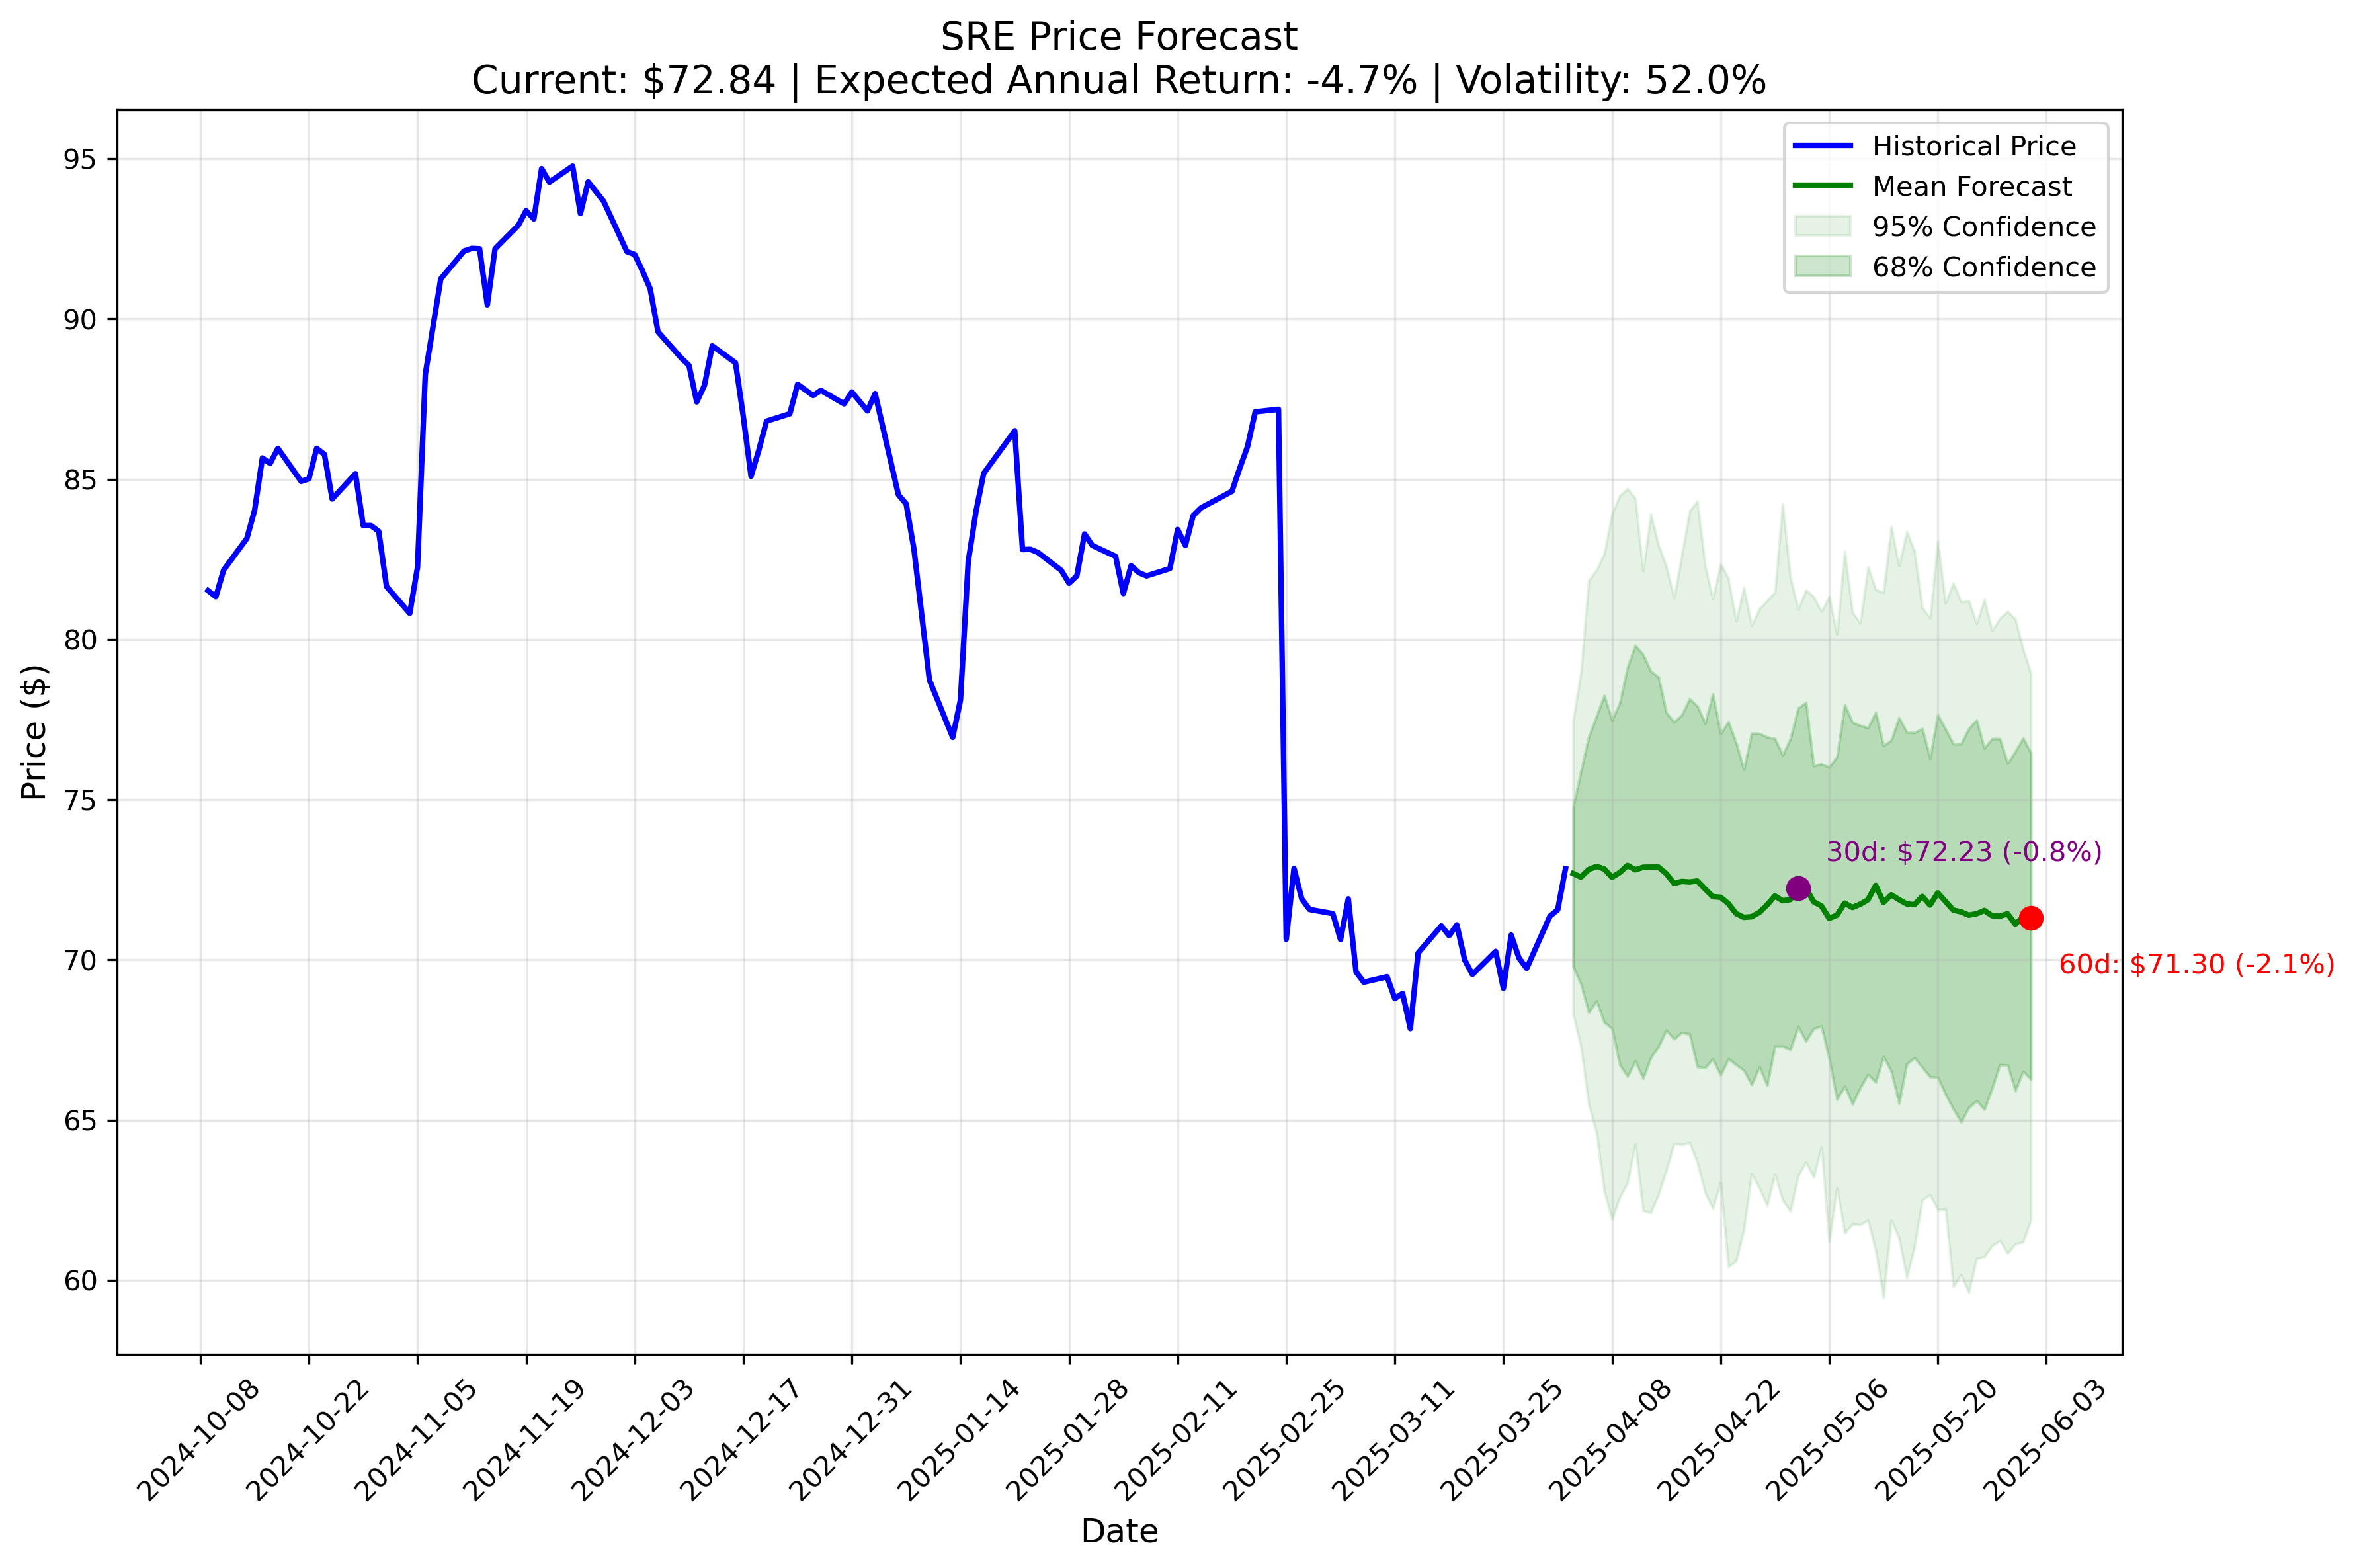 SRE Price Forecast
Current: $72.84 | Expected Annual Return: -4.7% | Volatility: 52.0%
Historical Price
Mean Forecast
95% Confidence
68% Confidence
Price ($)
95
90
85
80
75
70
65
60
30d: $72.23 (-0.8%)
60d: $71.30 (-2.1%)
2024-10-08
2024-10-22
2024-11-05
2024-11-19
2024-12-03
2024-12-17
2024-12-31
2025-01-14
2025-01-28
2025-02-11
2025-02-25
2025-03-11
2025-03-25
2025-04-08
2025-04-22
2025-05-06
2025-05-20
2025-06-03
Date